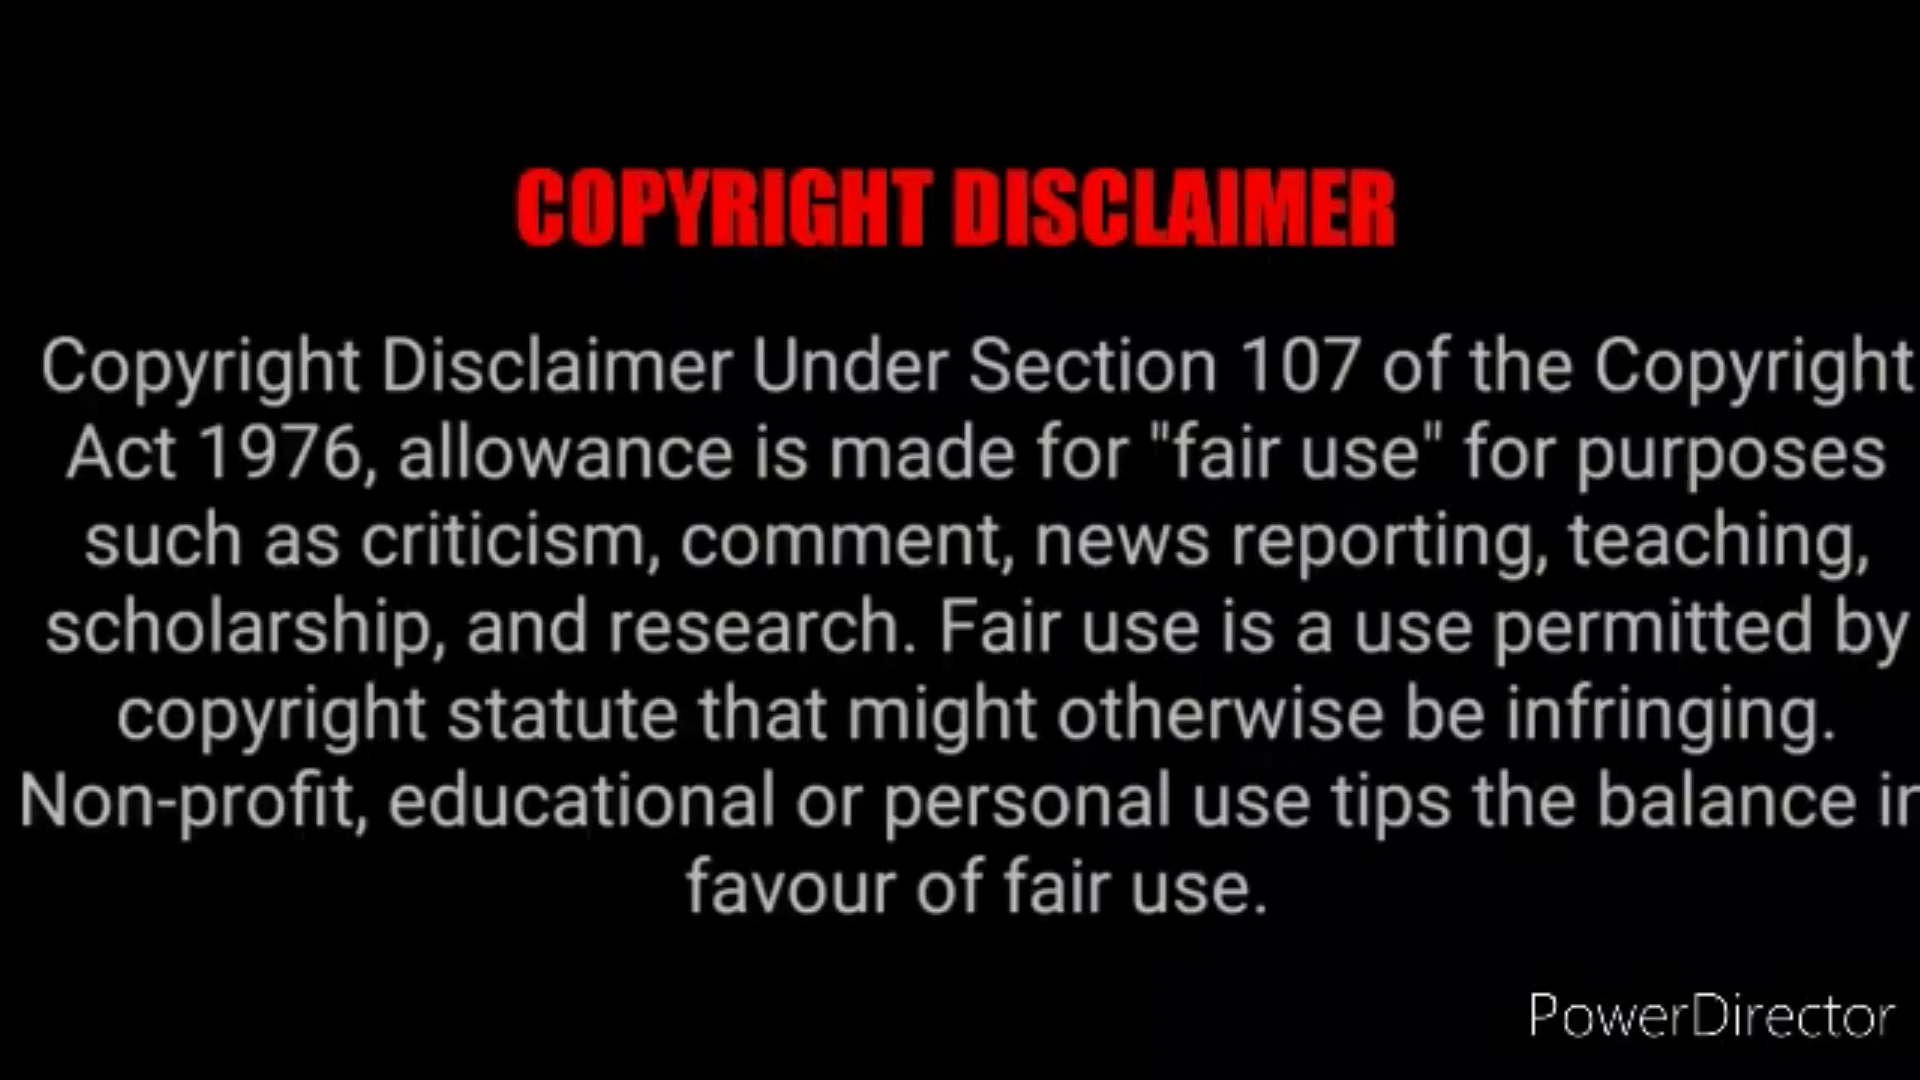 COPYRIGHT DISCLAIMER
Copyright Disclaimer Under Section 107 of the Copyright
Act 1976, allowance is made for "fair use" for purposes
such as criticism, comment, news reporting, teaching,
scholarship, and research. Fair use is a use permitted by
copyright statute that might otherwise be infringing.
Non-profit, educational or personal use tips the balance in
favour of fair use.
PowerDirector